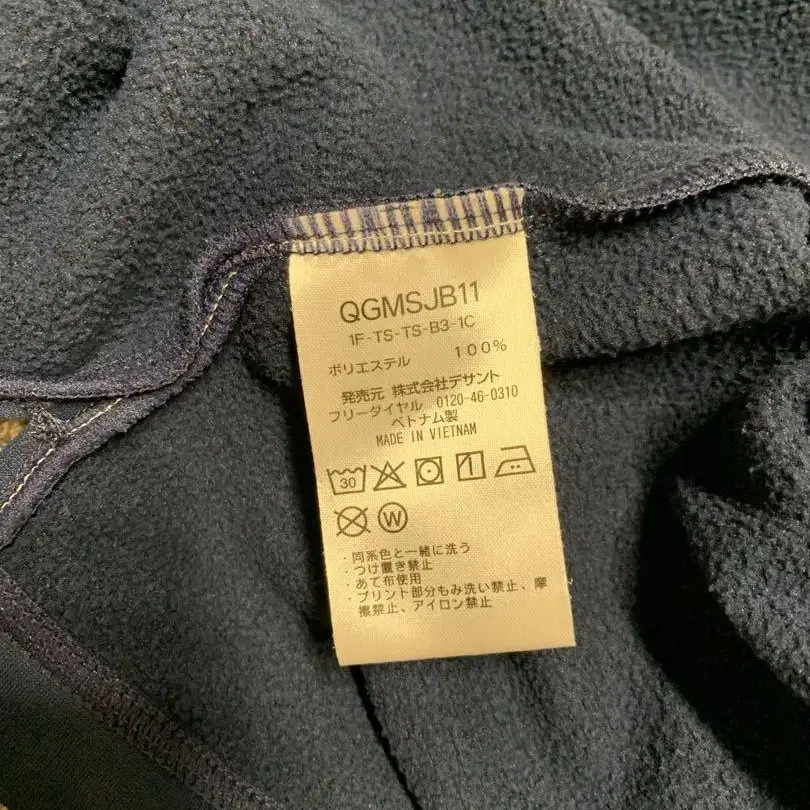 QGMSJB11
1F-TS-TS-B3-1C
ポリエステル 100%
発売元 株式会社デサント
フリーダイヤル 0120-46-0310
ベトナム製
MADE IN VIETNAM
30
W
・同系色と一緒に洗う
・つけ置き禁止
・あて布使用
・プリント部分もみ洗い禁止、摩
擦禁止、アイロン禁止